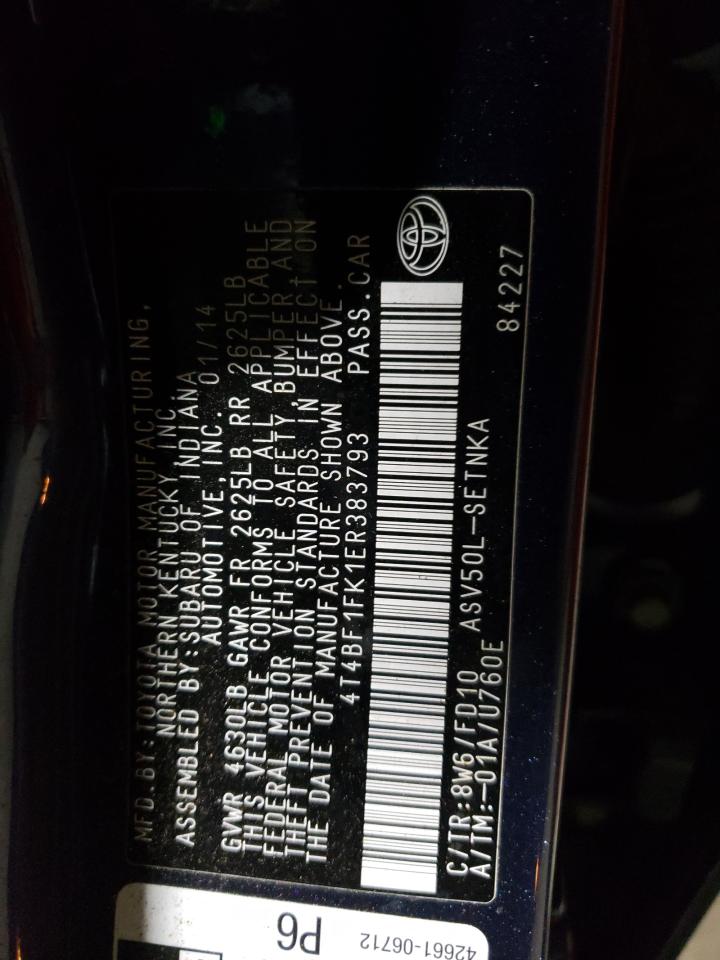 MFD.BY:TOYOTA MOTOR MANUFACTURING,
NORTHERN KENTUCKY,INC.
ASSEMBLED BY:SUBARU OF INDIANA
AUTOMOTIVE,INC. 01/14
GVWR 4630LB GAWR FR 2625LB RR 2625LB
THIS VEHICLE CONFORMS TO ALL APPLICABLE
FEDERAL MOTOR VEHICLE SAFETY,BUMPER,AND
THEFT PREVENTION STANDARDS IN EFFECT ON
THE DATE OF MANUFACTURE SHOWN ABOVE.
4T4BF1FK1ER383793 PASS.CAR
C/TR:8W6/FD10 ASV50L-SETNKA
A/TM:-01A/U760E
84227
P6
42661-06712